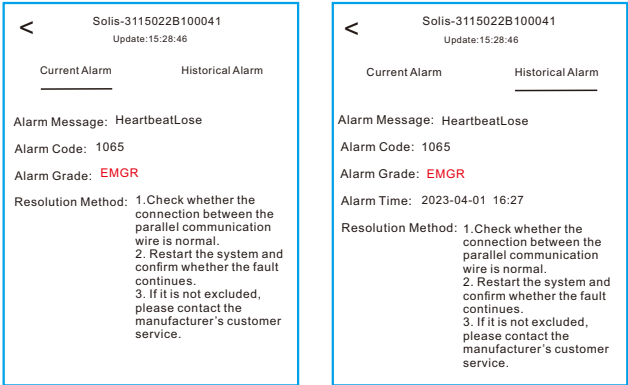 <
Solis-3115022B100041
Update:15:28:46
Current Alarm
Historical Alarm
Alarm Message: HeartbeatLose
Alarm Code: 1065
Alarm Grade: EMGR
Resolution Method: 1.Check whether the
connection between the
parallel communication
wire is normal.
2. Restart the system and
confirm whether the fault
continues.
3. If it is not excluded,
please contact the
manufacturer's customer
service.
<
Solis-3115022B100041
Update:15:28:46
Current Alarm
Historical Alarm
Alarm Message: HeartbeatLose
Alarm Code: 1065
Alarm Grade: EMGR
Alarm Time: 2023-04-01 16:27
Resolution Method: 1.Check whether the
connection between the
parallel communication
wire is normal.
2. Restart the system and
confirm whether the fault
continues.
3. If it is not excluded,
please contact the
manufacturer's customer
service.